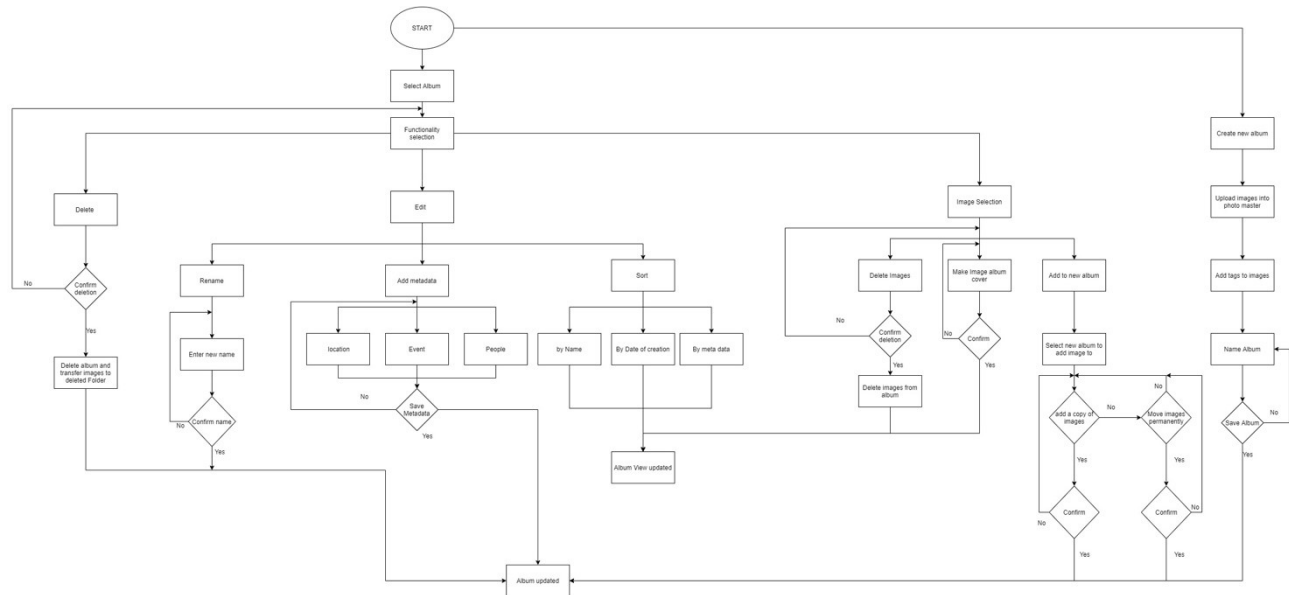 START
Select Album
Functionality
selection
Create new album
Delete
Edit
Image Selection
Upload images into
photo master
Confirm
deletion
No
Yes
Rename
Add metadata
Sort
Delete Images
Make image album
cover
Add to new album
Add tags to images
No
Enter new name
location
Event
People
by Name
By Date of creation
By meta data
No
Confirm
deletion
Yes
No
Confirm
Yes
Select new album to
add image to
Name Album
Delete album and
transfer images to
deleted Folder
No
Confirm name
Yes
No
Save
Metadata
Yes
Delete images from
album
add a copy of
images
No
No
Move images
permanently
Save Album
No
Yes
Album View updated
Yes
Yes
Confirm
No
Yes
Confirm
No
Yes
Album updated